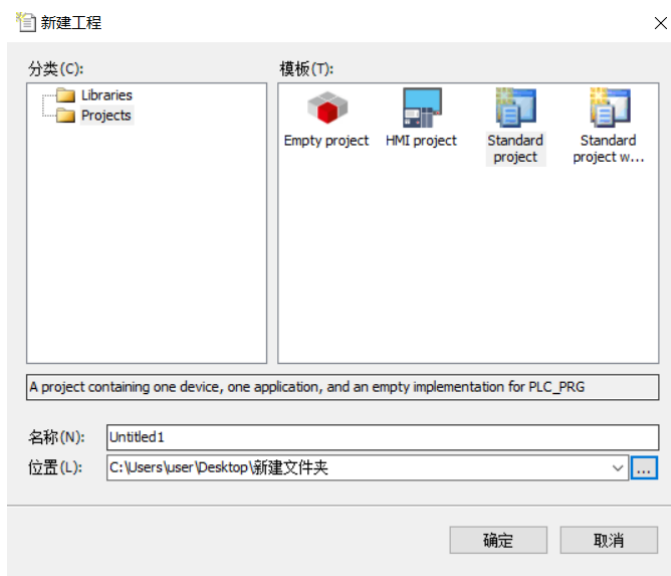 新建工程
分类(C):
模板(T):
Libraries
Projects
Empty project
HMI project
Standard
project
Standard
project w...
A project containing one device, one application, and an empty implementation for PLC_PRG
名称(N):
Untitled1
位置(L):
C:\Users\user\Desktop\新建文件夹
...
确定
取消